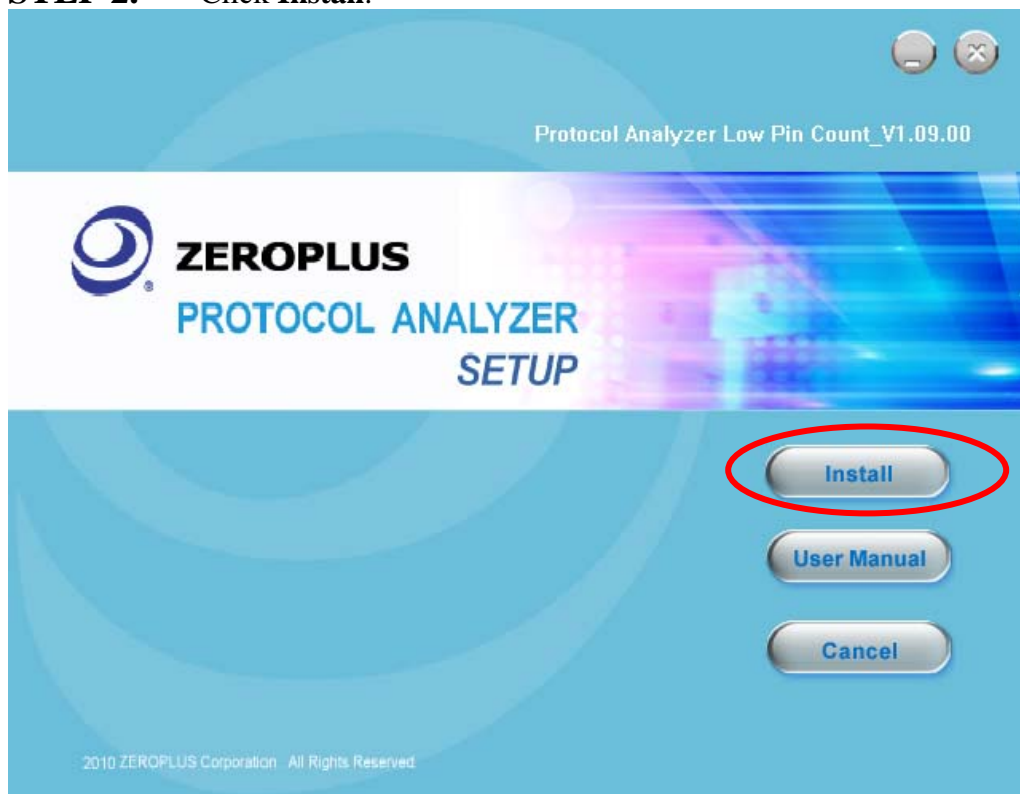 STEP 2. Click Install.
Protocol Analyzer Low Pin Count_V1.09.00
ZEROPLUS
PROTOCOL ANALYZER
SETUP
Install
User Manual
Cancel
2010 ZEROPLUS Corporation All Rights Reserved